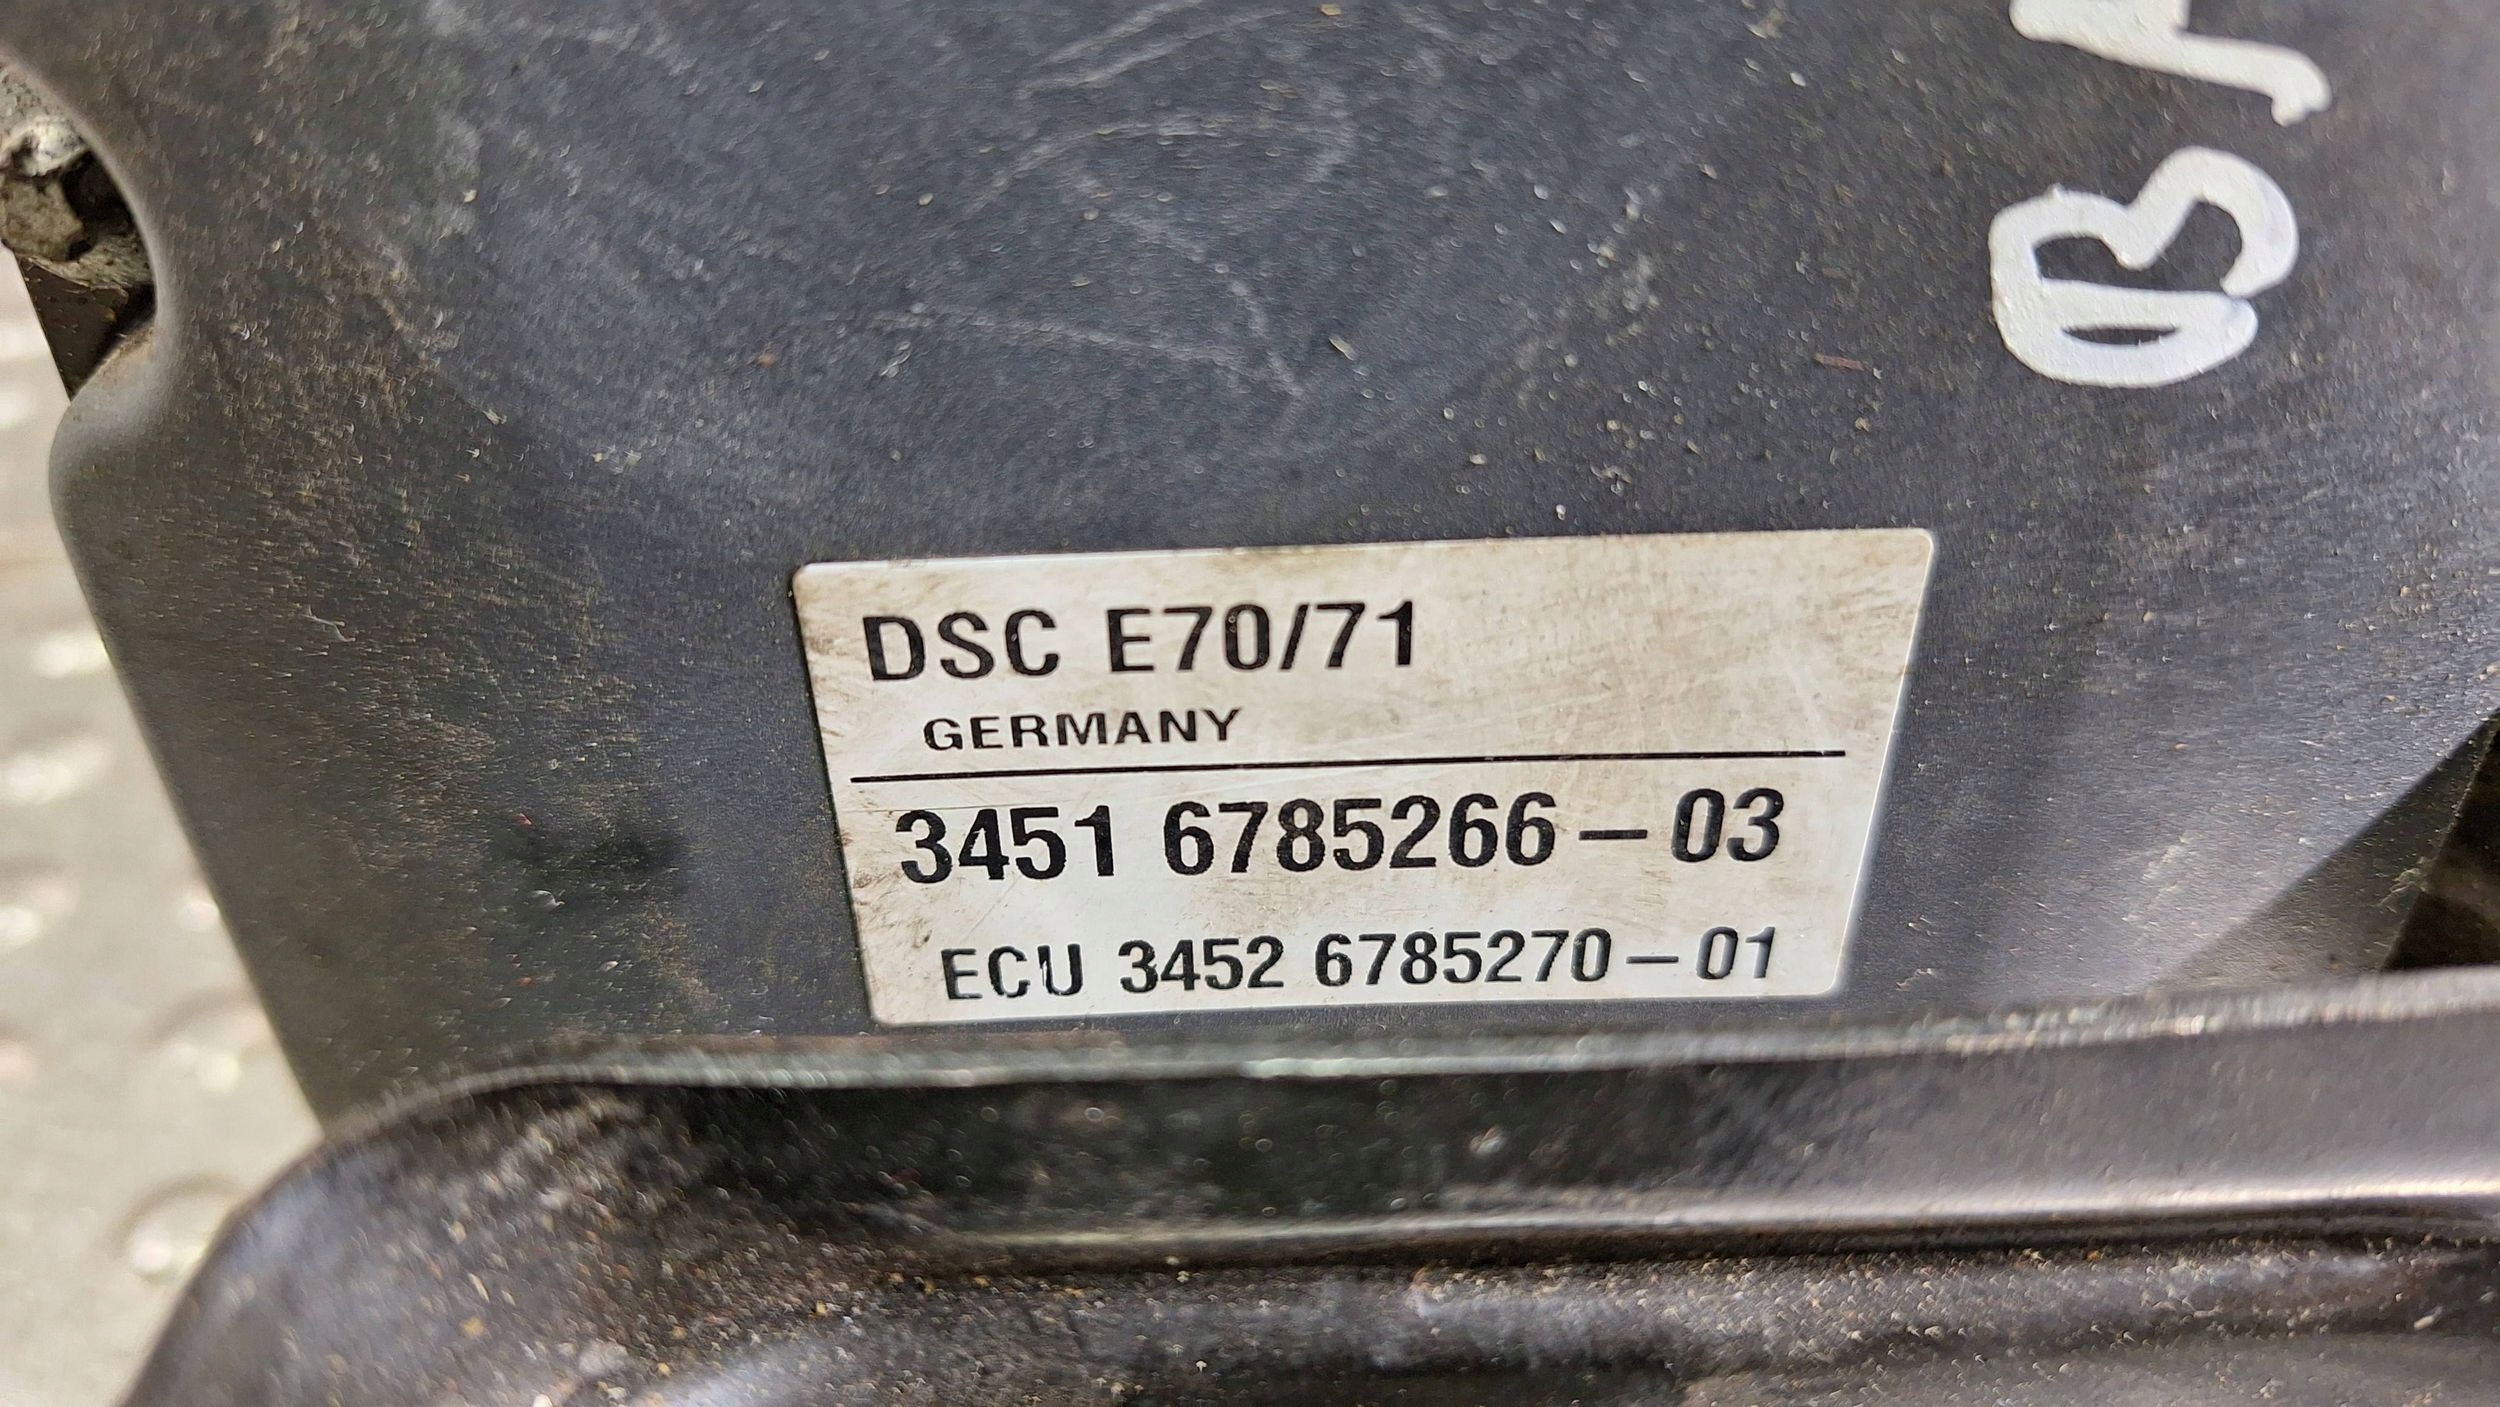 DSC E70/71
GERMANY
3451 6785266-03
ECU 3452 6785270-01